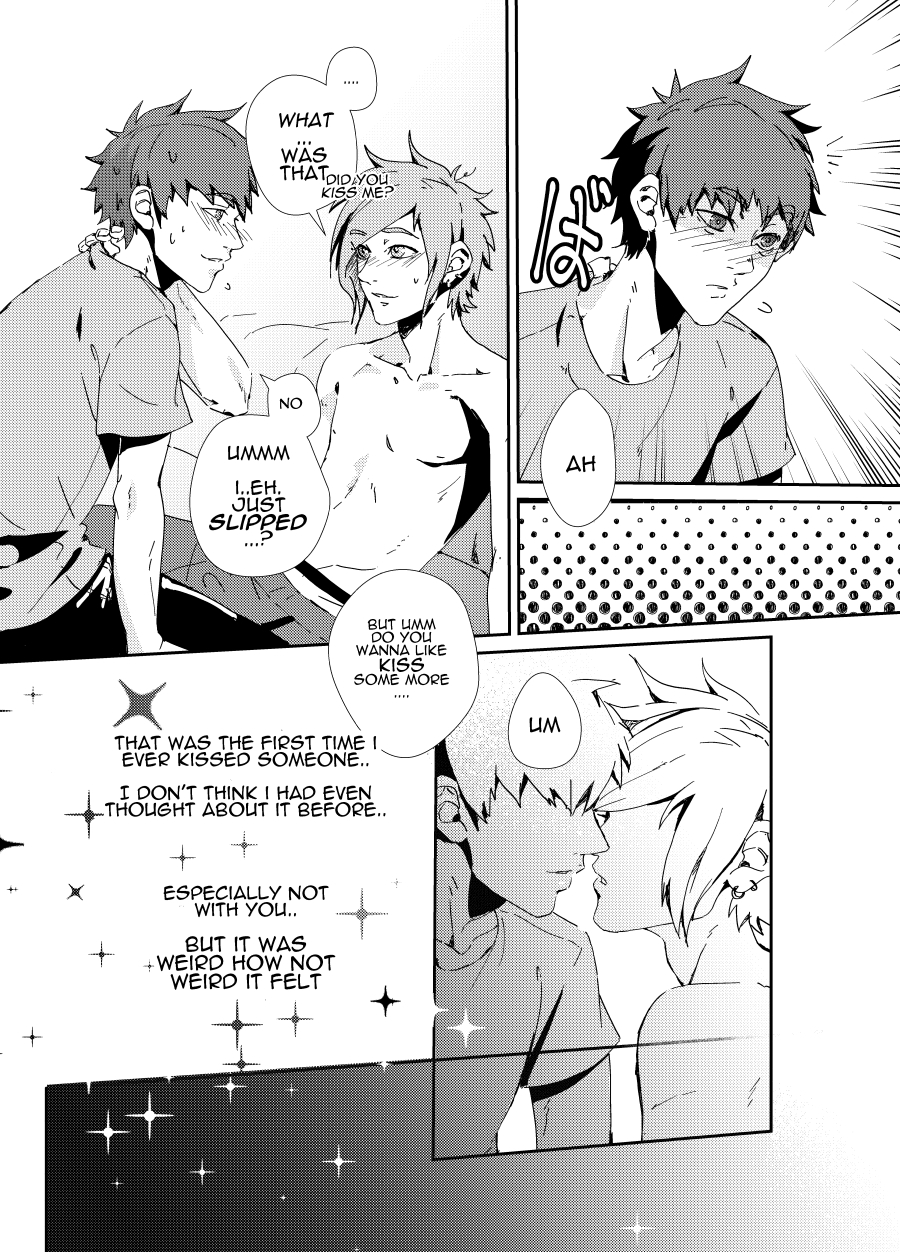 ば
AH
....
WHAT
...
WAS
THAT
DID YOU
KISS ME?
NO
UMMM
I..EH,
JUST
SLIPPED
...?
BUT UMM
DO YOU
WANNA LIKE
KISS
SOME MORE
....
UM
THAT WAS THE FIRST TIME I
EVER KISSED SOMEONE..
I DON'T THINK I HAD EVEN
THOUGHT ABOUT IT BEFORE..
ESPECIALLY NOT
WITH YOU..
BUT IT WAS
WEIRD HOW NOT
WEIRD IT FELT